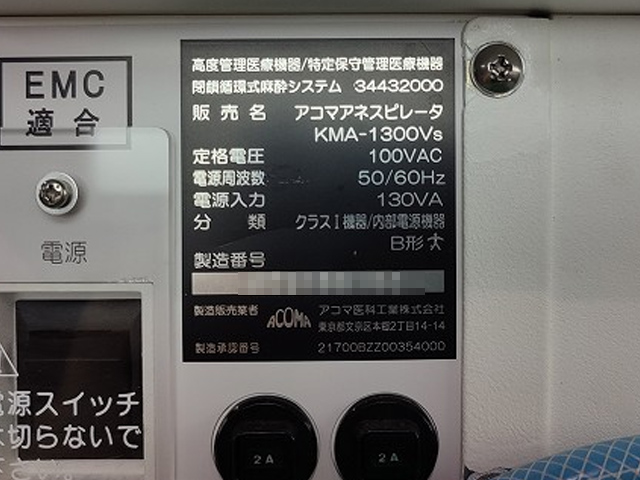 EMC
適合
電源
高度管理医療機器/特定保守管理医療機器
閉鎖循環式麻酔システム 34432000
販売名 アコマアネスピレータ
KMA-1300Vs
定格電圧 100VAC
電源周波数 50/60Hz
電源入力 130VA
分類 クラスⅠ機器/内部電源機器
B形
製造番号
製造販売業者 ACOMA アコマ医科工業株式会社
東京都文京区本郷2丁目14-14
製造承認番号 21700BZZ00354000
源スイッチ
切らないで
2A
2A